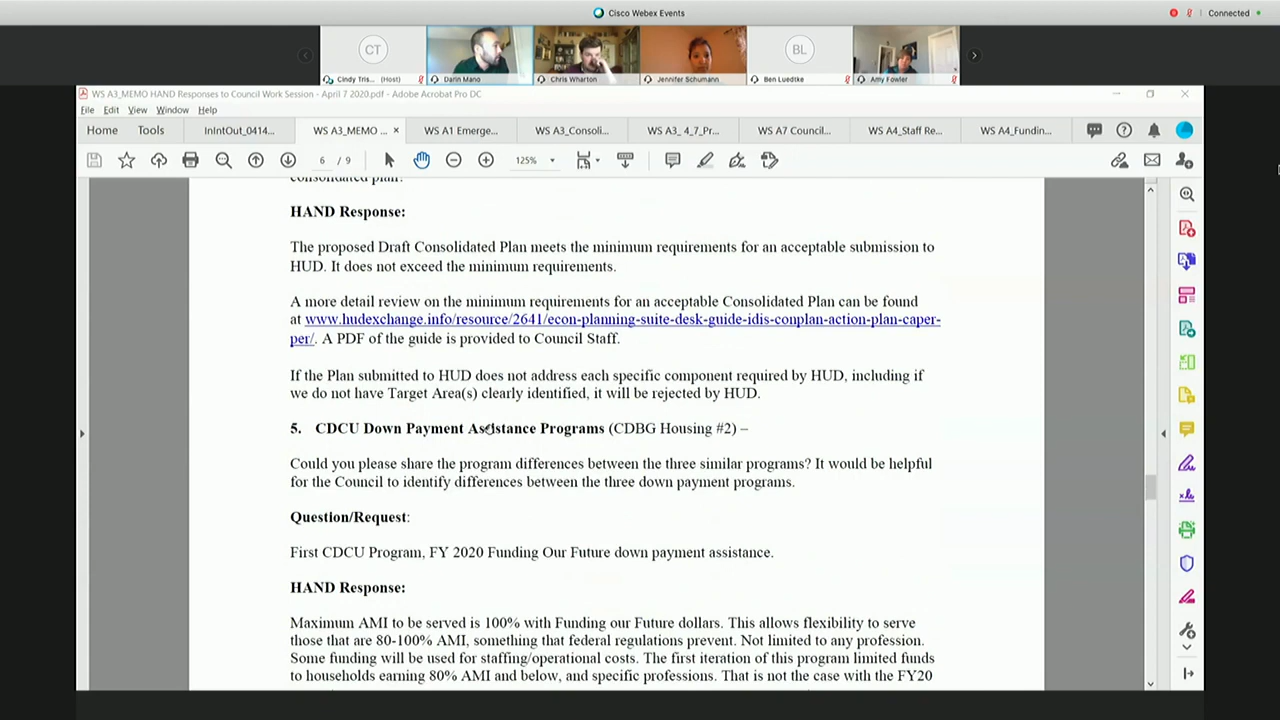 Cisco Webex Events
Connected
CT
BL
Cindy Tris... (Host)
Darin Mano
Chris Wharton
Jennifer Schumann
Ben Luedtke
Amy Fowler
WS A3_MEMO HAND Responses to Council Work Session - April 7 2020.pdf - Adobe Acrobat Pro DC
File Edit View Window Help
Home Tools InIntOut_0414... WS A3_MEMO ... × WS A1 Emerge... WS A3_Consoli... WS A3_ 4_7_Pr... WS A7 Council... WS A4_Staff Re... WS A4_Fundin...
6 / 9 125%
consolidated plan?
HAND Response:
The proposed Draft Consolidated Plan meets the minimum requirements for an acceptable submission to
HUD. It does not exceed the minimum requirements.
A more detail review on the minimum requirements for an acceptable Consolidated Plan can be found
at www.hudexchange.info/resource/2641/econ-planning-suite-desk-guide-idis-conplan-action-plan-caper-
per/. A PDF of the guide is provided to Council Staff.
If the Plan submitted to HUD does not address each specific component required by HUD, including if
we do not have Target Area(s) clearly identified, it will be rejected by HUD.
5. CDCU Down Payment Assistance Programs (CDBG Housing #2) –
Could you please share the program differences between the three similar programs? It would be helpful
for the Council to identify differences between the three down payment programs.
Question/Request:
First CDCU Program, FY 2020 Funding Our Future down payment assistance.
HAND Response:
Maximum AMI to be served is 100% with Funding our Future dollars. This allows flexibility to serve
those that are 80-100% AMI, something that federal regulations prevent. Not limited to any profession.
Some funding will be used for staffing/operational costs. The first iteration of this program limited funds
to households earning 80% AMI and below, and specific professions. That is not the case with the FY20